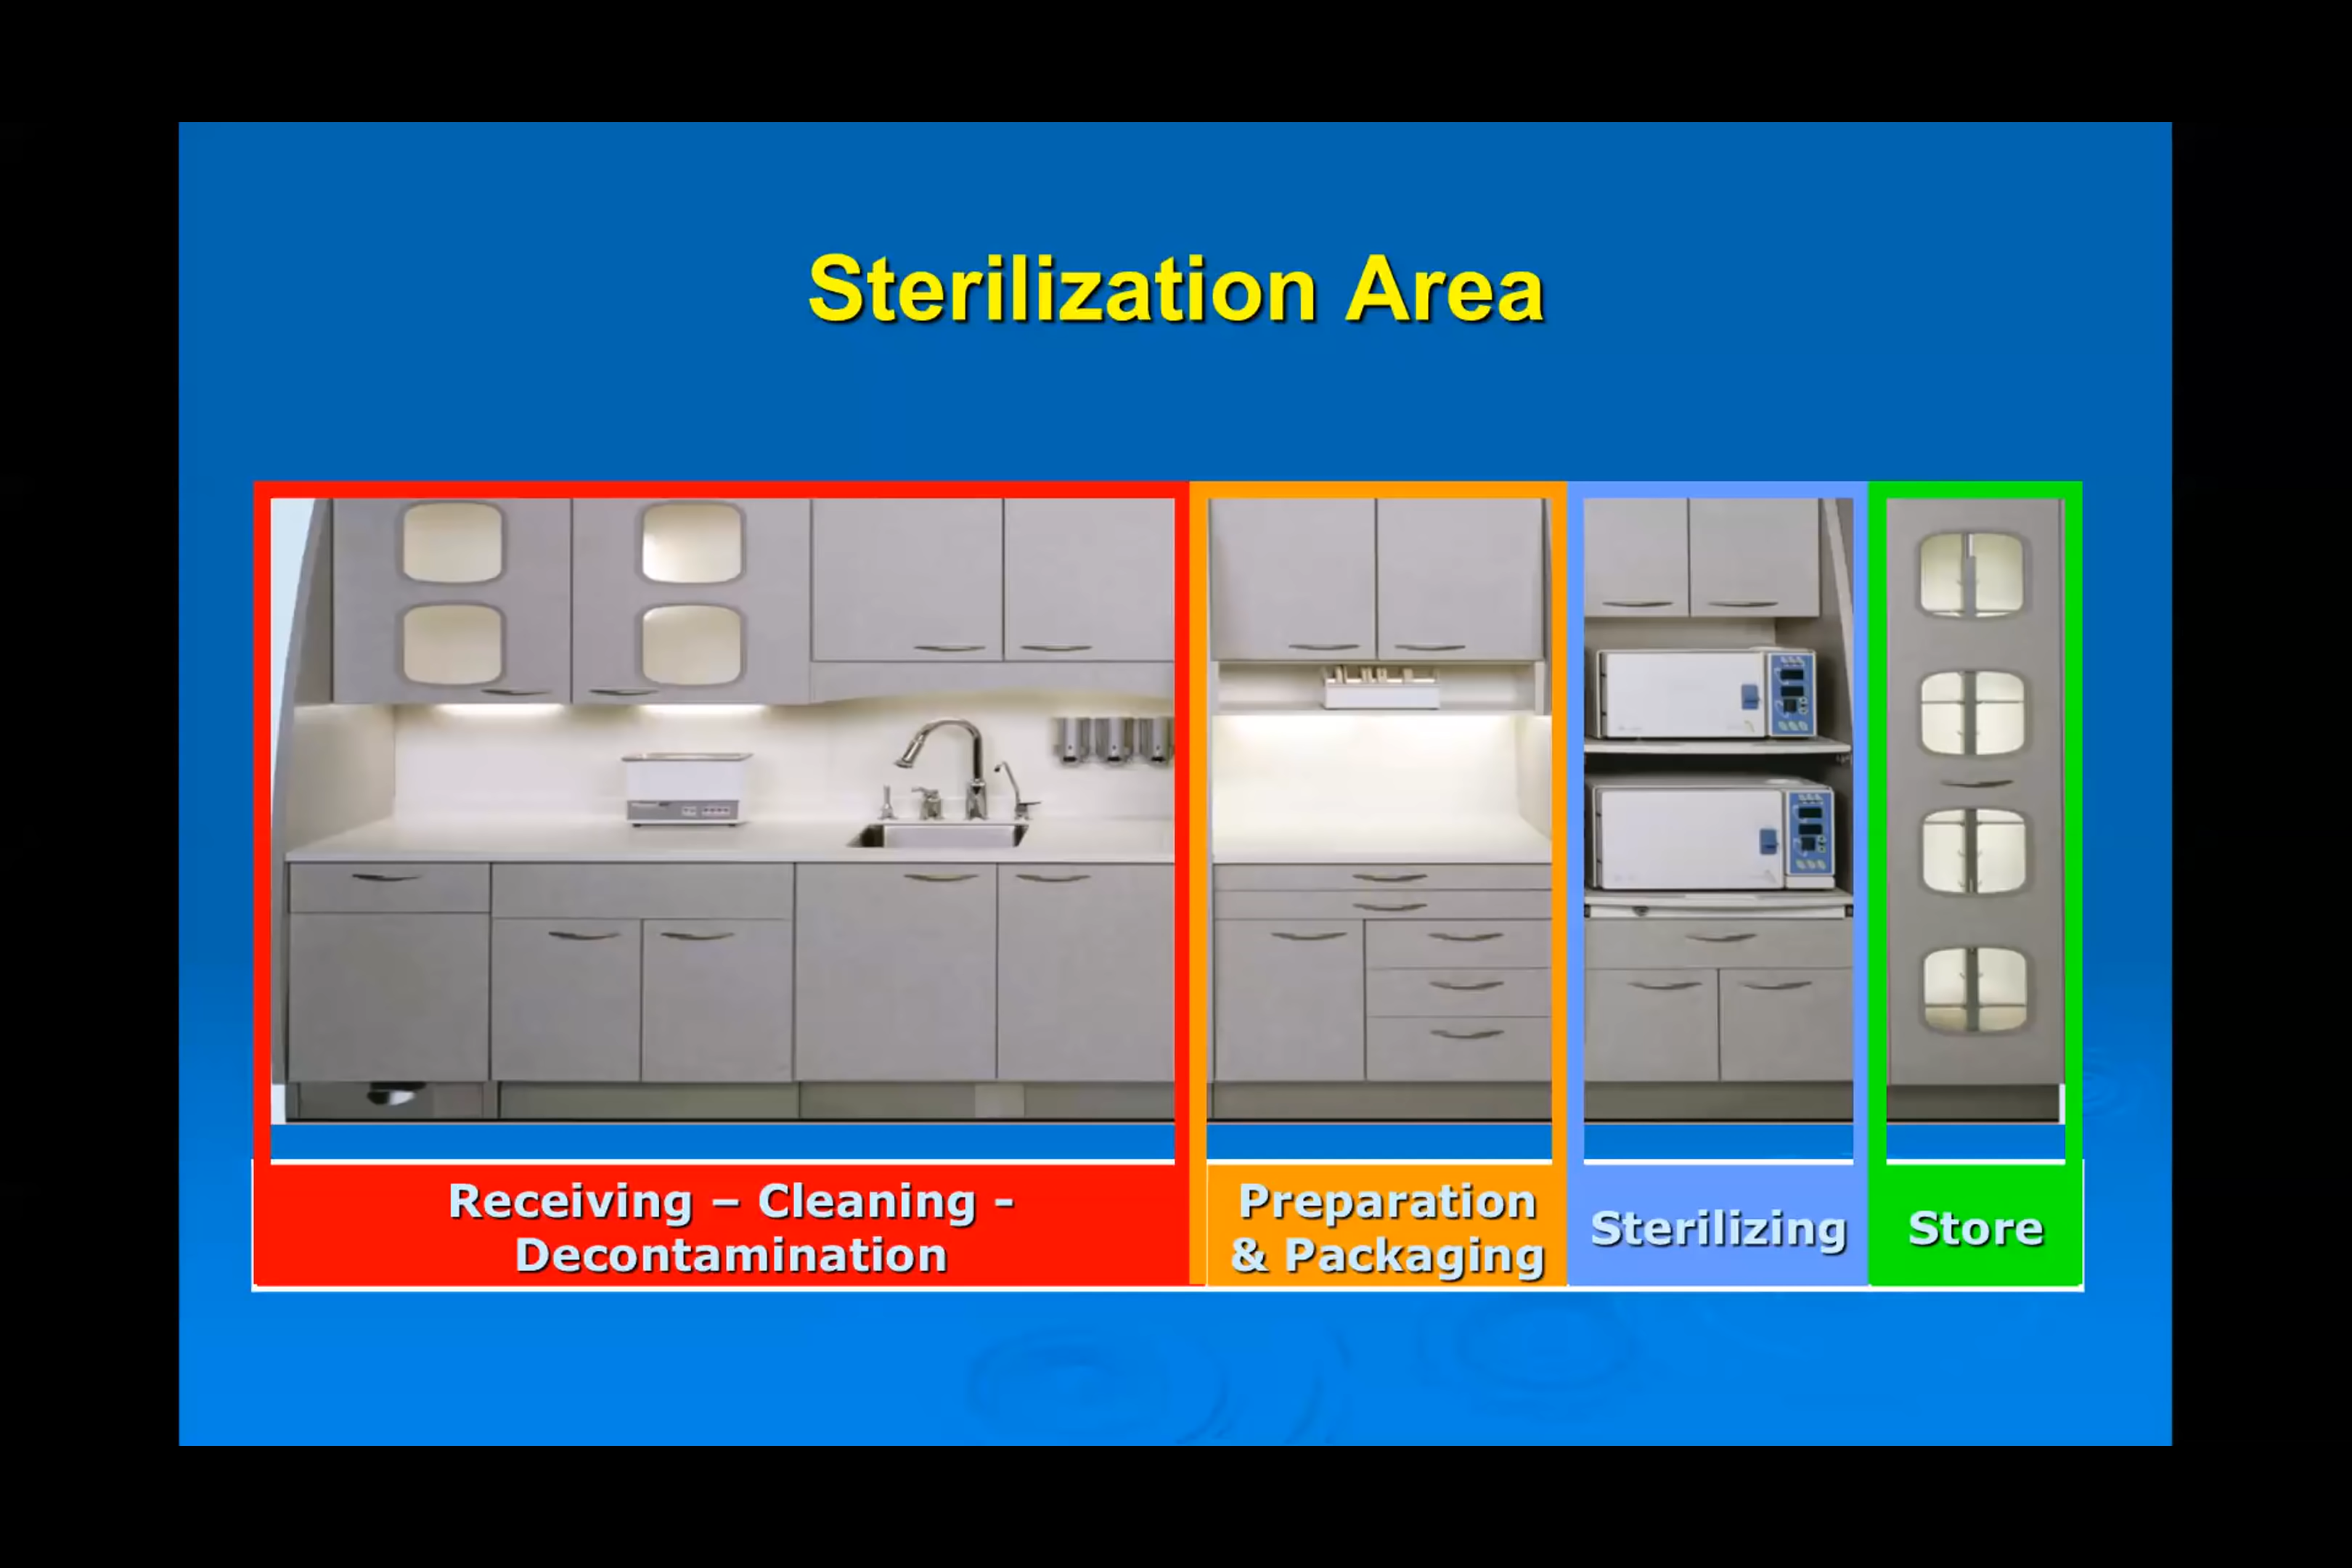 Sterilization Area
Receiving – Cleaning -
Decontamination
Preparation
& Packaging
Sterilizing
Store